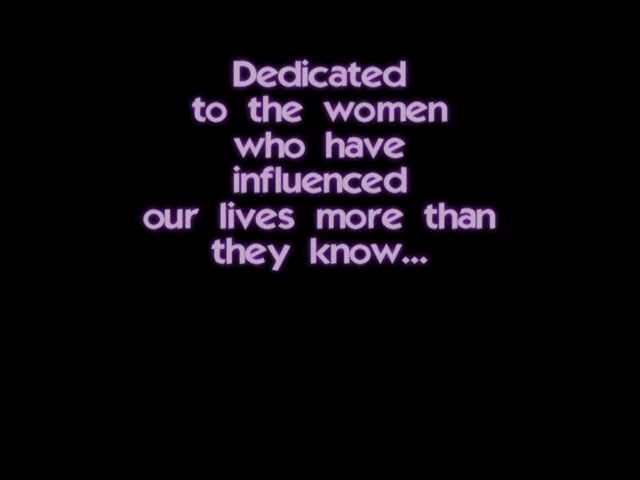 Dedicated
to the women
who have
influenced
our lives more than
they know...